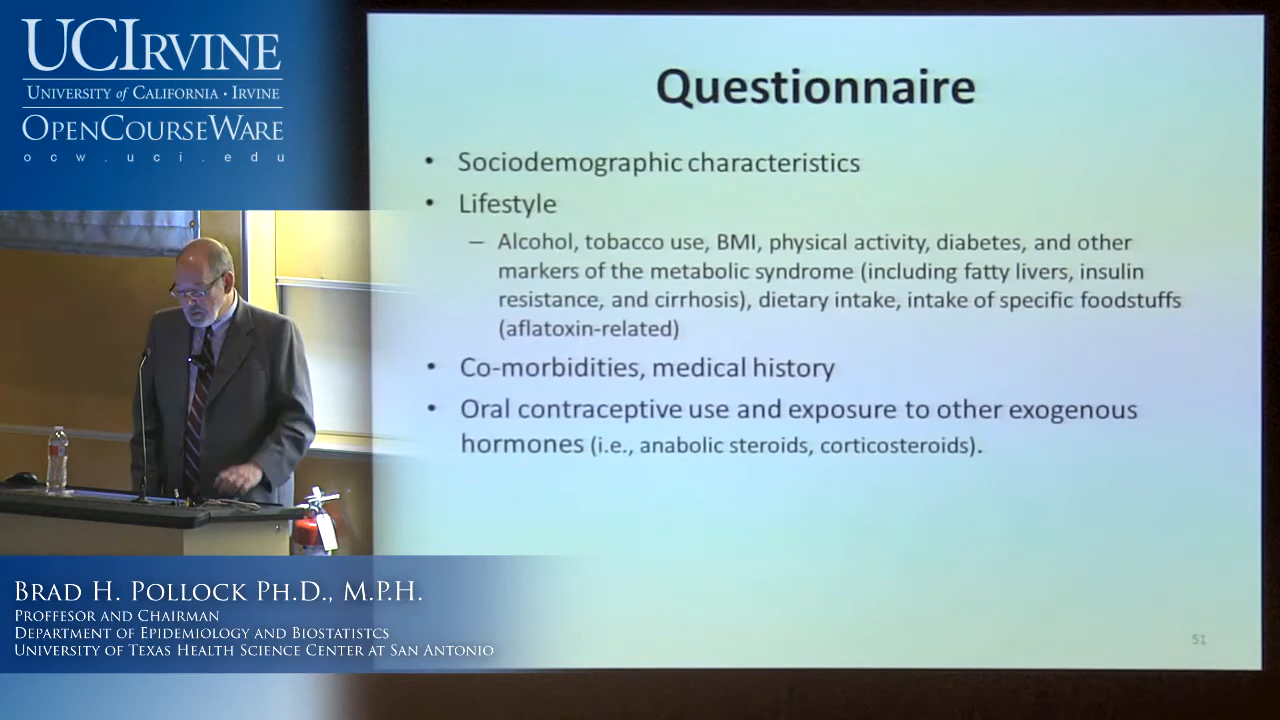 UCIRVINE
UNIVERSITY of CALIFORNIA · IRVINE
OPENCOURSEWARE
ocw.uci.edu
Questionnaire
• Sociodemographic characteristics
• Lifestyle
– Alcohol, tobacco use, BMI, physical activity, diabetes, and other
markers of the metabolic syndrome (including fatty livers, insulin
resistance, and cirrhosis), dietary intake, intake of specific foodstuffs
(aflatoxin-related)
• Co-morbidities, medical history
• Oral contraceptive use and exposure to other exogenous
hormones (i.e., anabolic steroids, corticosteroids).
51
BRAD H. POLLOCK PH.D., M.P.H.
PROFFESOR AND CHAIRMAN
DEPARTMENT OF EPIDEMIOLOGY AND BIOSTATISTCS
UNIVERSITY OF TEXAS HEALTH SCIENCE CENTER AT SAN ANTONIO